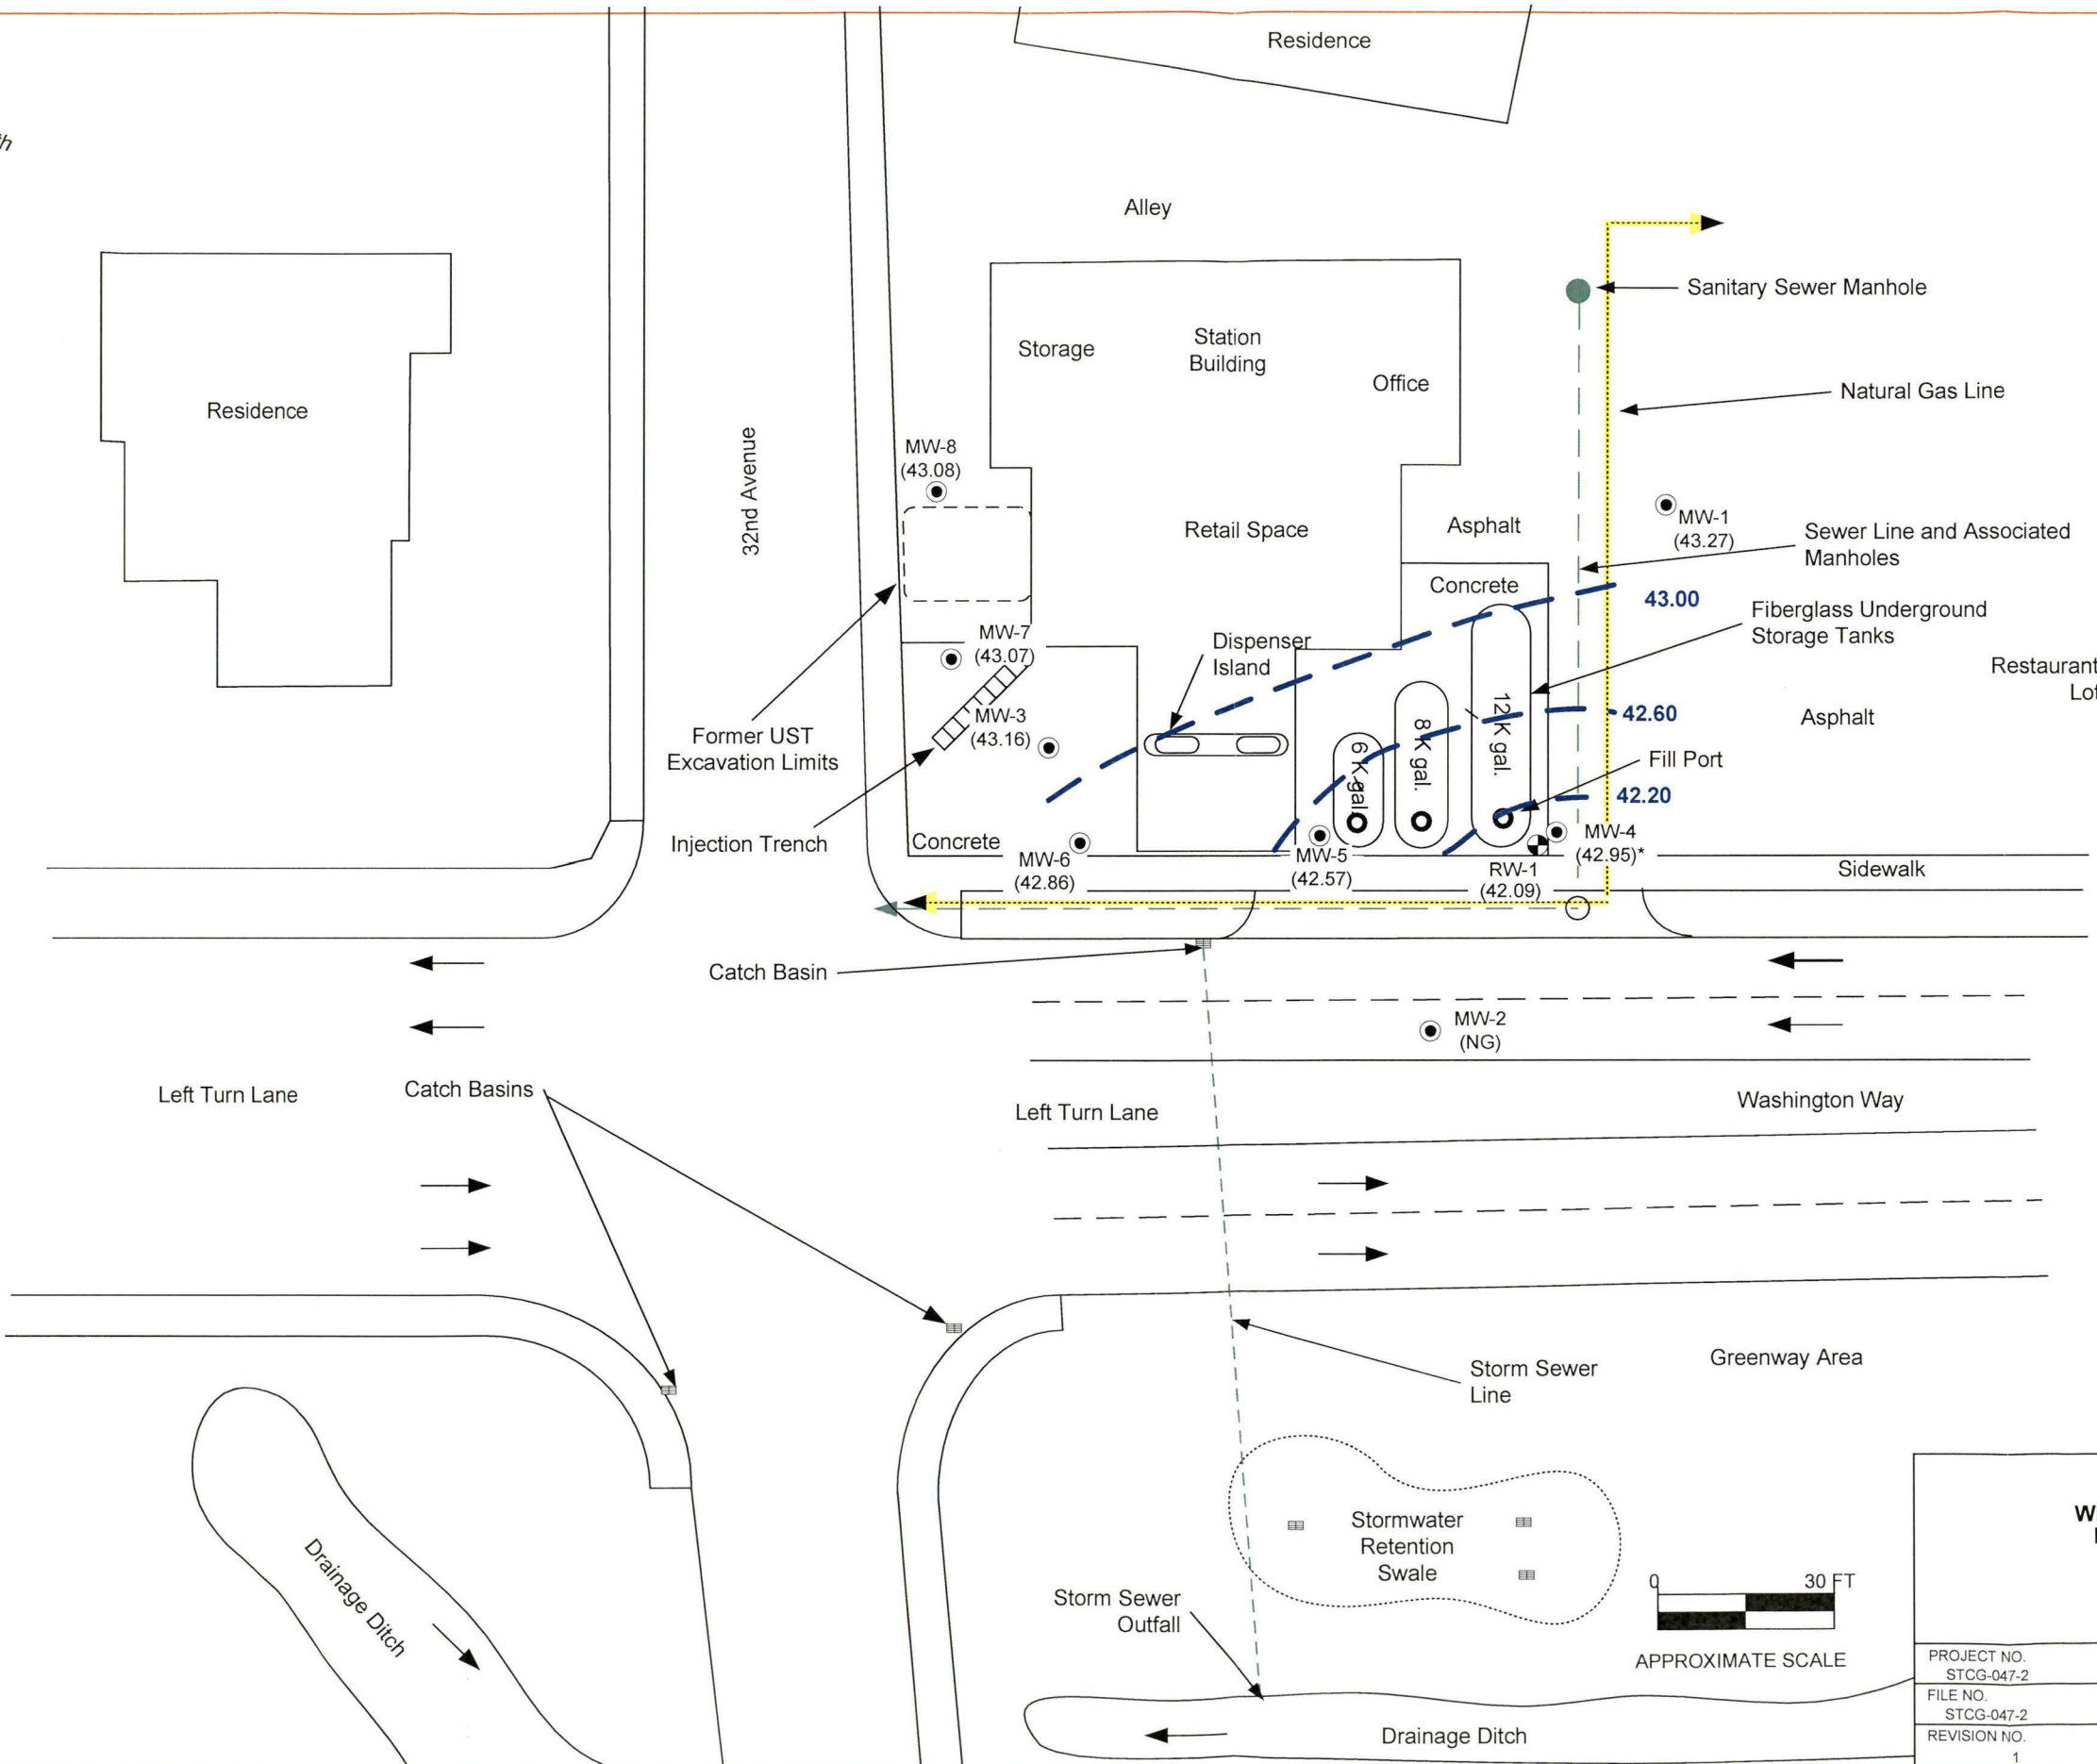 Residence
Alley
Sanitary Sewer Manhole
Storage
Station
Building
Office
Natural Gas Line
Residence
32nd Avenue
MW-8
(43.08)
Retail Space
Asphalt
MW-1
(43.27)
Sewer Line and Associated
Manholes
Concrete
43.00
Fiberglass Underground
Storage Tanks
MW-7
(43.07)
Dispenser
Island
Restaurant
12 K gal.
8 K gal.
6 K gal.
42.60
Asphalt
MW-3
(43.16)
Former UST
Excavation Limits
Fill Port
42.20
Injection Trench
Concrete
MW-6
(42.86)
MW-5
(42.57)
RW-1
(42.09)
MW-4
(42.95)*
Sidewalk
Catch Basin
MW-2
(NG)
Left Turn Lane
Catch Basins
Left Turn Lane
Washington Way
Storm Sewer
Line
Greenway Area
Drainage Ditch
Stormwater
Retention
Swale
Storm Sewer
Outfall
0 30 FT
APPROXIMATE SCALE
Drainage Ditch
PROJECT NO.
STCG-047-2
FILE NO.
STCG-047-2
REVISION NO.
1